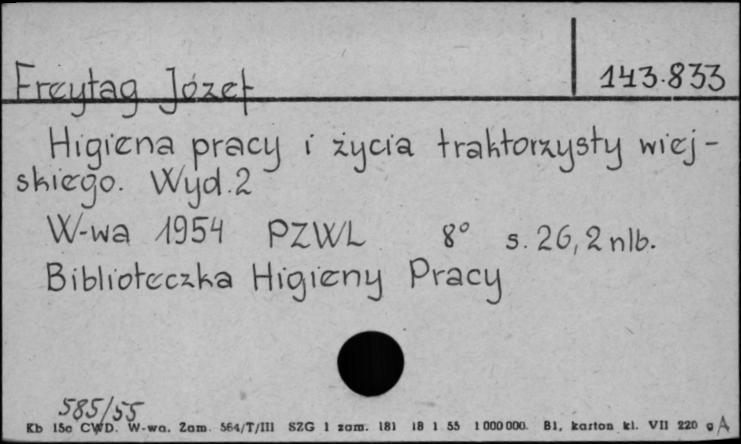 Freytag Józef
143.833
Higiena pracy i życia traktorzysty wiej-
skiego. Wyd.2
W-wa 1954 PZWL 8° s. 26, 2 nlb.
Biblioteczka Higieny Pracy
585/55
Kb 15c CWD. W-wa. Zam. 564/T/III SZG 1 zam. 181 18 1 55 1 000 000. Bl. karton kl. VII 220 g A